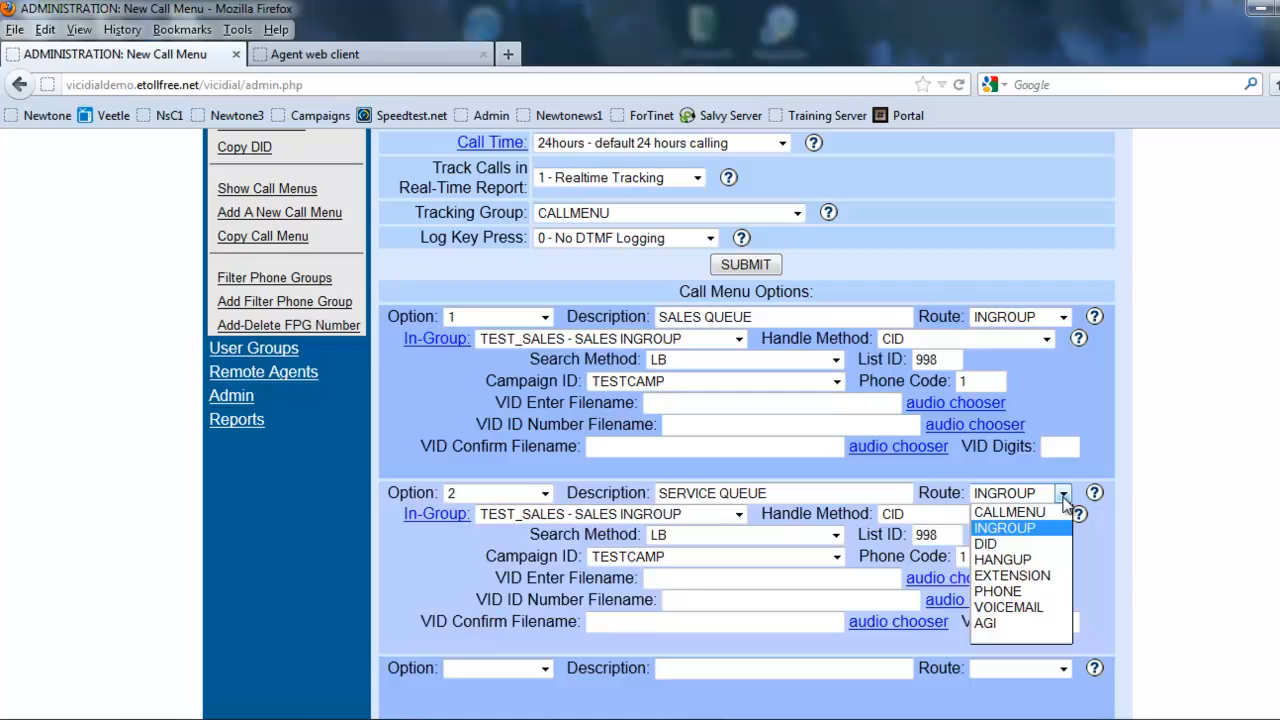 ADMINISTRATION: New Call Menu - Mozilla Firefox
File Edit View History Bookmarks Tools Help
ADMINISTRATION: New Call Menu × Agent web client × +
vicidialdemo.etollfree.net/vicidial/admin.php Google
Newtone Veetle NsC1 Newtone3 Campaigns Speedtest.net Admin Newtonews1 ForTinet Salvy Server Training Server Portal
Copy DID
Show Call Menus
Add A New Call Menu
Copy Call Menu
Filter Phone Groups
Add Filter Phone Group
Add-Delete FPG Number
User Groups
Remote Agents
Admin
Reports
Call Time: 24hours - default 24 hours calling ?
Track Calls in
Real-Time Report: 1 - Realtime Tracking ?
Tracking Group: CALLMENU ?
Log Key Press: 0 - No DTMF Logging ?
SUBMIT
Call Menu Options:
Option: 1 Description: SALES QUEUE Route: INGROUP ?
In-Group: TEST_SALES - SALES INGROUP Handle Method: CID ?
Search Method: LB List ID: 998
Campaign ID: TESTCAMP Phone Code: 1
VID Enter Filename: audio chooser
VID ID Number Filename: audio chooser
VID Confirm Filename: audio chooser VID Digits:
Option: 2 Description: SERVICE QUEUE Route: INGROUP ?
In-Group: TEST_SALES - SALES INGROUP Handle Method: CID ?
Search Method: LB List ID: 998
Campaign ID: TESTCAMP Phone Code: 1
VID Enter Filename: audio ch
VID ID Number Filename: audio
VID Confirm Filename: audio chooser V
CALLMENU
INGROUP
DID
HANGUP
EXTENSION
PHONE
VOICEMAIL
AGI
Option: Description: Route: ?